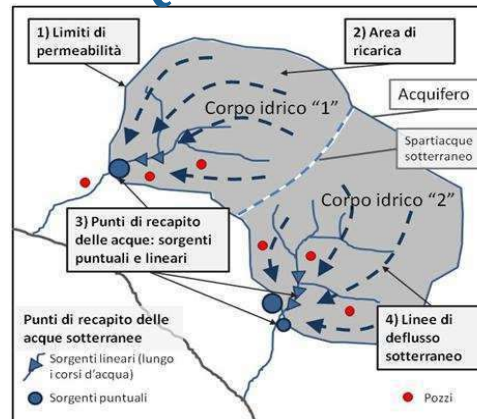 1) Limiti di
permeabilità
2) Area di
ricarica
Corpo idrico “1”
Acquifero
Spartiacque
sotterraneo
Corpo idrico “2”
3) Punti di recapito
delle acque: sorgenti
puntuali e lineari
4) Linee di
deflusso
sotterraneo
Punti di recapito delle
acque sotterranee
Sorgenti lineari (lungo
i corsi d’acqua)
Sorgenti puntuali
Pozzi